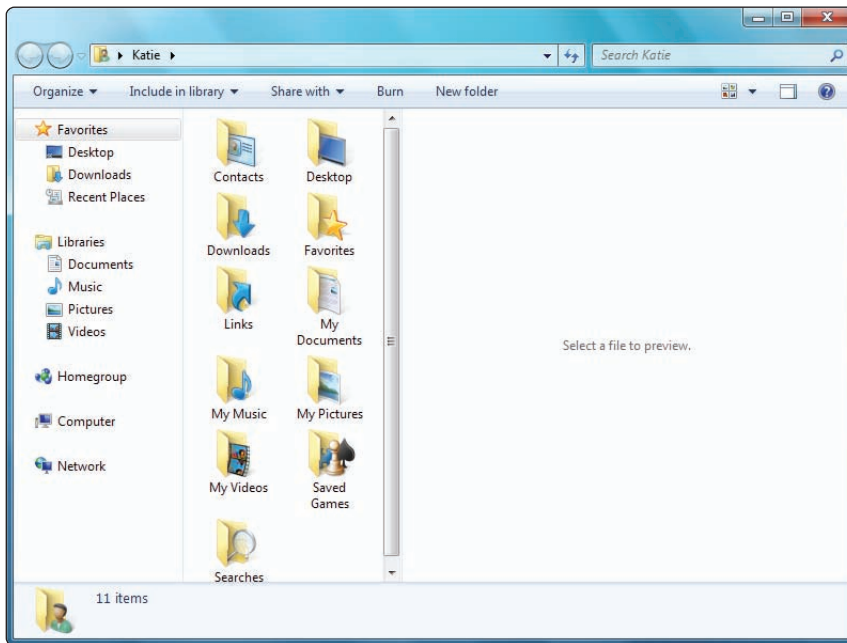 Katie
Search Katie
Organize Include in library Share with Burn New folder
Favorites
Desktop
Downloads
Recent Places
Libraries
Documents
Music
Pictures
Videos
Homegroup
Computer
Network
Contacts Desktop
Downloads Favorites
Links My
Documents
My Music My Pictures
My Videos Saved
Games
Searches
Select a file to preview.
11 items